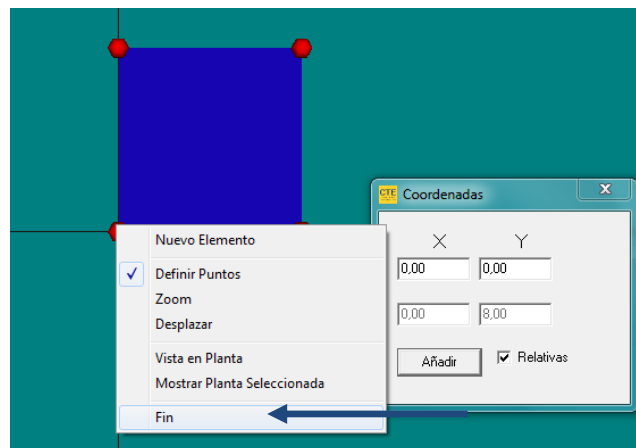 Nuevo Elemento
Definir Puntos
Zoom
Desplazar
Vista en Planta
Mostrar Planta Seleccionada
Fin
CTE Coordenadas
X Y
0,00 0,00
0,00 8,00
Añadir Relativas